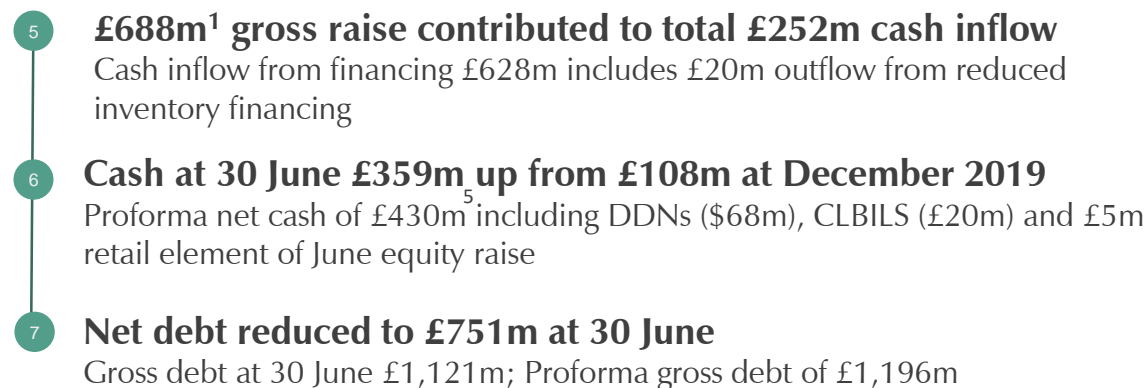 5
£688m¹ gross raise contributed to total £252m cash inflow
Cash inflow from financing £628m includes £20m outflow from reduced
inventory financing
6
Cash at 30 June £359m up from £108m at December 2019
Proforma net cash of £430m⁵ including DDNs ($68m), CLBILS (£20m) and £5m
retail element of June equity raise
7
Net debt reduced to £751m at 30 June
Gross debt at 30 June £1,121m; Proforma gross debt of £1,196m